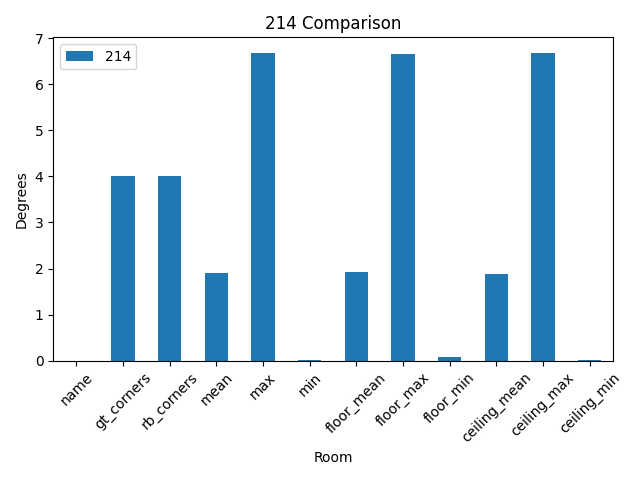 214 Comparison
214
Degrees
7
6
5
4
3
2
1
0
name
gt_corners
rb_corners
mean
max
min
floor_mean
floor_max
floor_min
ceiling_mean
ceiling_max
ceiling_min
Room